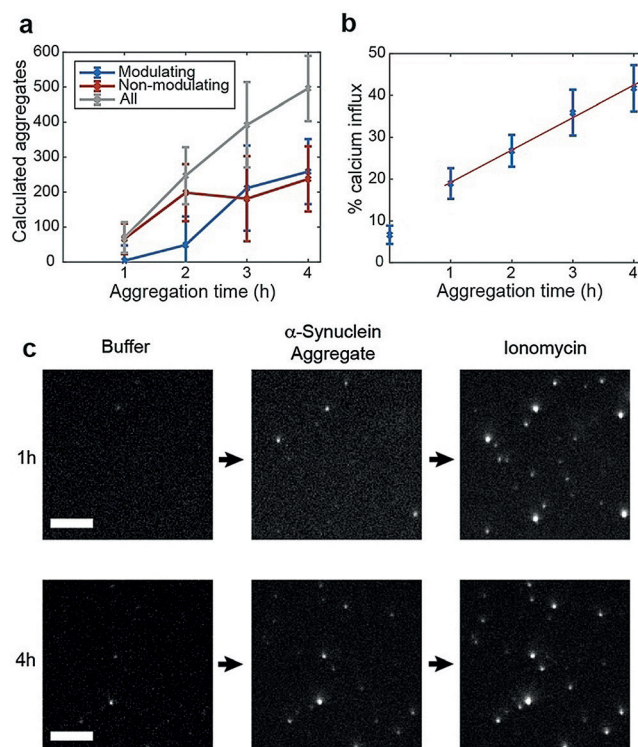 a
600
500
400
300
200
100
0
Modulating
Non-modulating
All
1 2 3 4
Aggregation time (h)
Calculated aggregates
b
50
40
30
20
10
0
1 2 3 4
Aggregation time (h)
% calcium influx
c
Buffer
α-Synuclein
Aggregate
Ionomycin
1h
4h